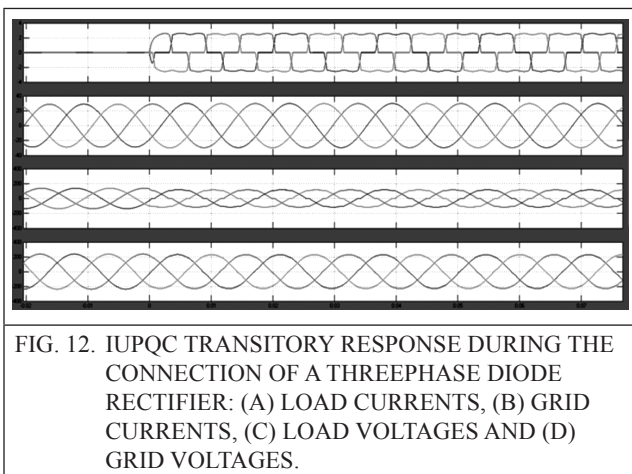 FIG. 12. IUPQC TRANSITORY RESPONSE DURING THE
CONNECTION OF A THREEPHASE DIODE
RECTIFIER: (A) LOAD CURRENTS, (B) GRID
CURRENTS, (C) LOAD VOLTAGES AND (D)
GRID VOLTAGES.